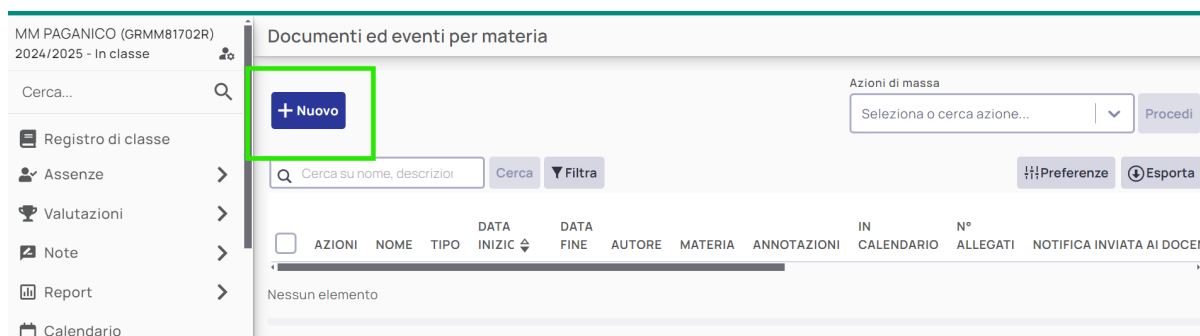 MM PAGANICO (GRMM81702R)
2024/2025 - In classe
Cerca...
Registro di classe
Assenze
Valutazioni
Note
Report
Calendario
Documenti ed eventi per materia
+ Nuovo
Azioni di massa
Seleziona o cerca azione...
Procedi
Cerca su nome, descrizioi
Cerca
Filtra
Preferenze
Esporta
AZIONI
NOME
TIPO
DATA
INIZIC
DATA
FINE
AUTORE
MATERIA
ANNOTAZIONI
IN
CALENDARIO
N°
ALLEGATI
NOTIFICA INVIATA AI DOCEN
Nessun elemento